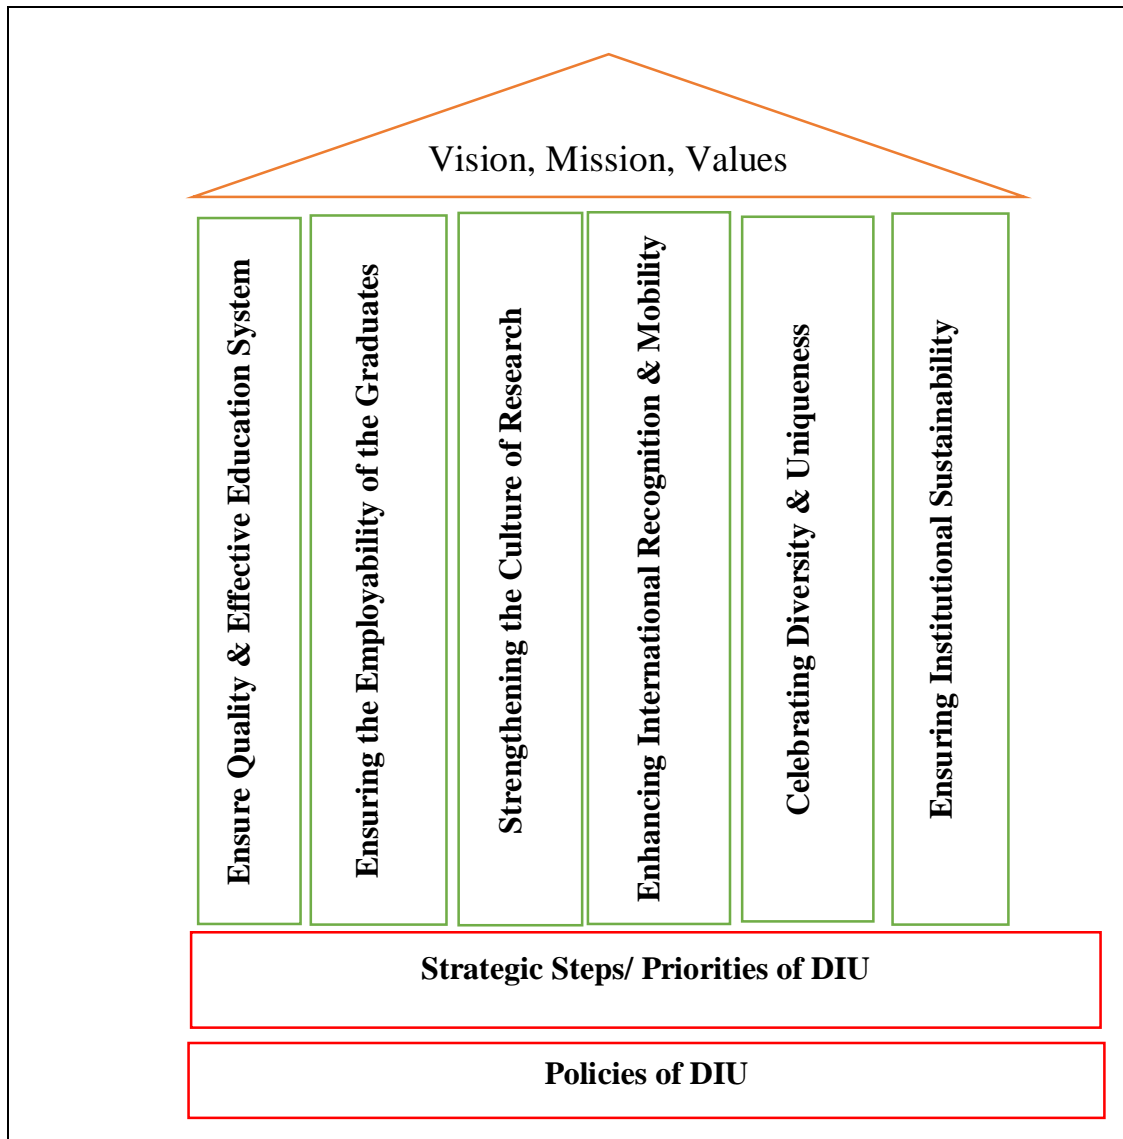 Vision, Mission, Values
Ensure Quality & Effective Education System
Ensuring the Employability of the Graduates
Strengthening the Culture of Research
Enhancing International Recognition & Mobility
Celebrating Diversity & Uniqueness
Ensuring Institutional Sustainability
Strategic Steps/ Priorities of DIU
Policies of DIU